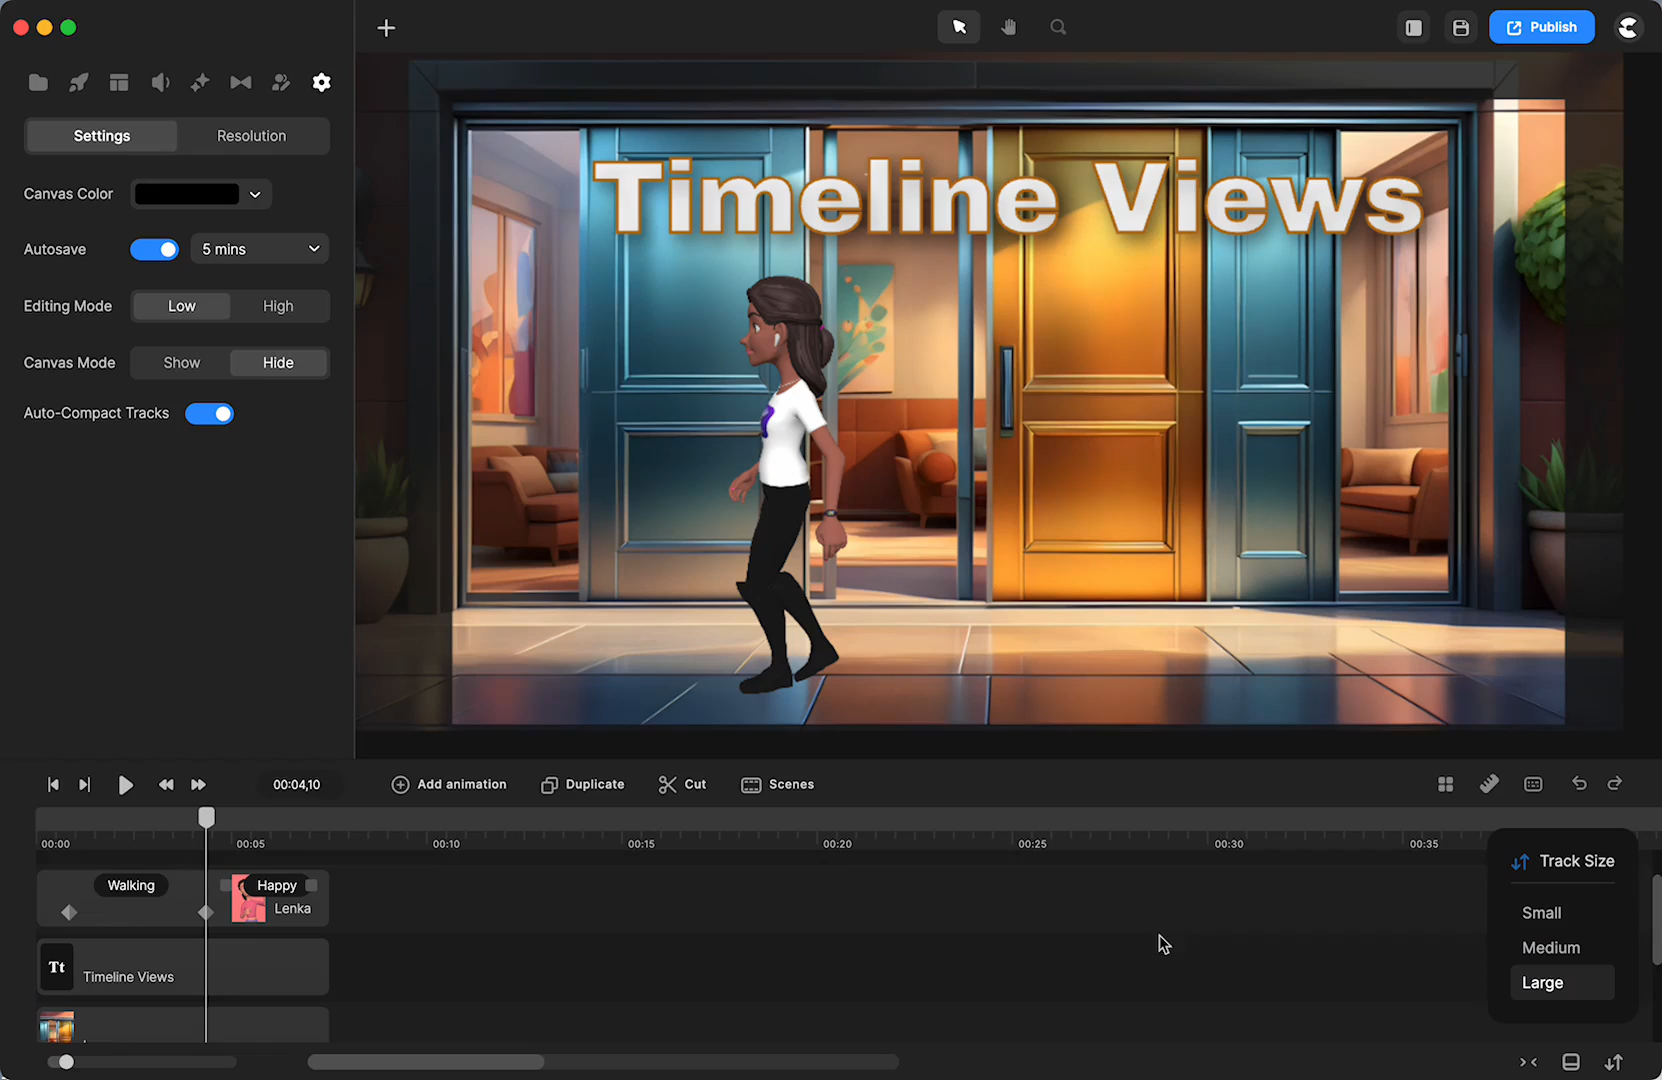 Publish
Settings
Resolution
Canvas Color
Autosave
5 mins
Editing Mode
Low
High
Canvas Mode
Show
Hide
Auto-Compact Tracks
Timeline Views
00:04,10
Add animation
Duplicate
Cut
Scenes
00:00
00:05
00:10
00:15
00:20
00:25
00:30
00:35
Track Size
Walking
Happy
Lenka
Small
Tt
Timeline Views
Medium
Large